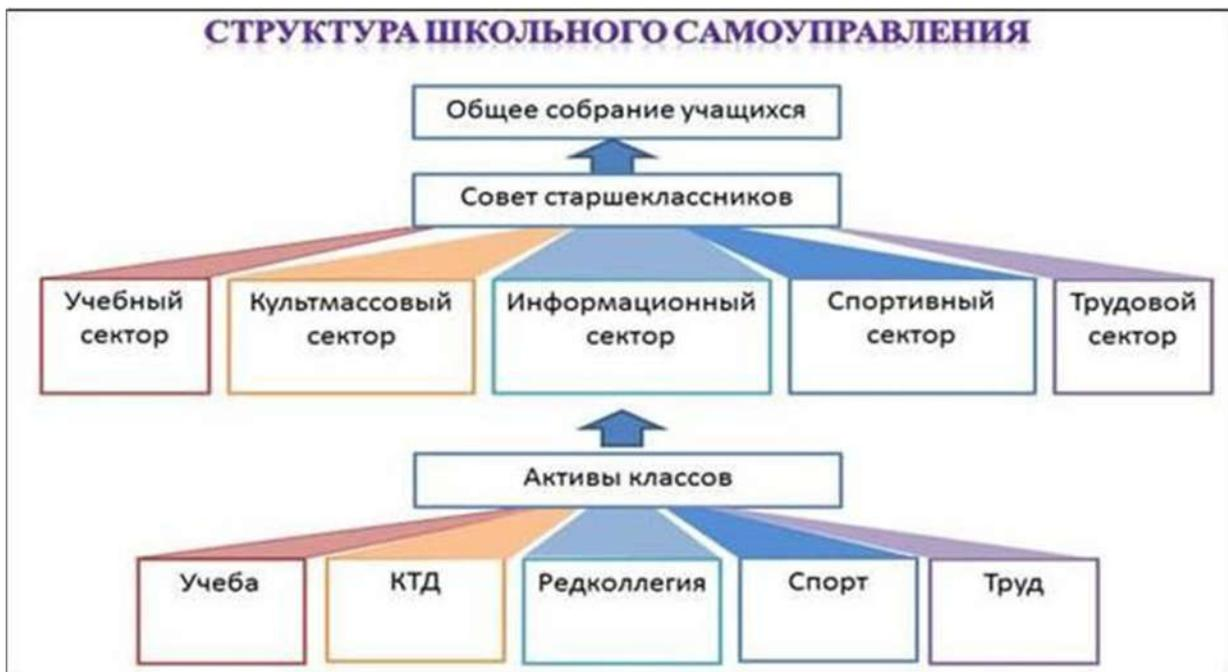 СТРУКТУРА ШКОЛЬНОГО САМОУПРАВЛЕНИЯ
Общее собрание учащихся
Совет старшеклассников
Учебный
сектор
Культмассовый
сектор
Информационный
сектор
Спортивный
сектор
Трудовой
сектор
Активы классов
Учеба
КТД
Редколлегия
Спорт
Труд